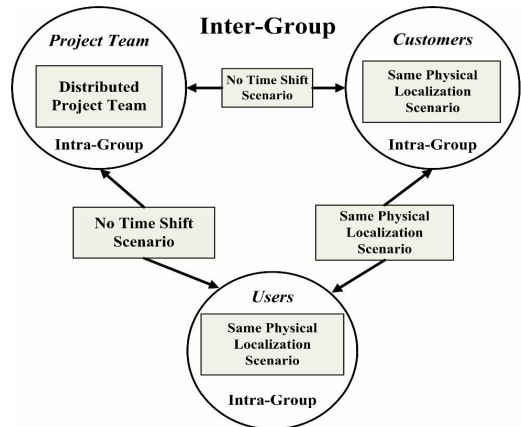 Inter-Group
Project Team
Distributed
Project Team
Intra-Group
No Time Shift
Scenario
Customers
Same Physical
Localization
Scenario
Intra-Group
No Time Shift
Scenario
Same Physical
Localization
Scenario
Users
Same Physical
Localization
Scenario
Intra-Group